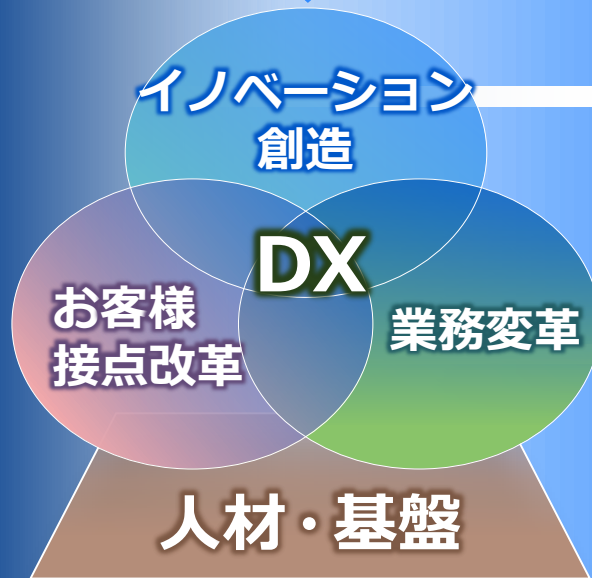 イノベーション
創造
DX
お客様
接点改革
業務変革
人材・基盤